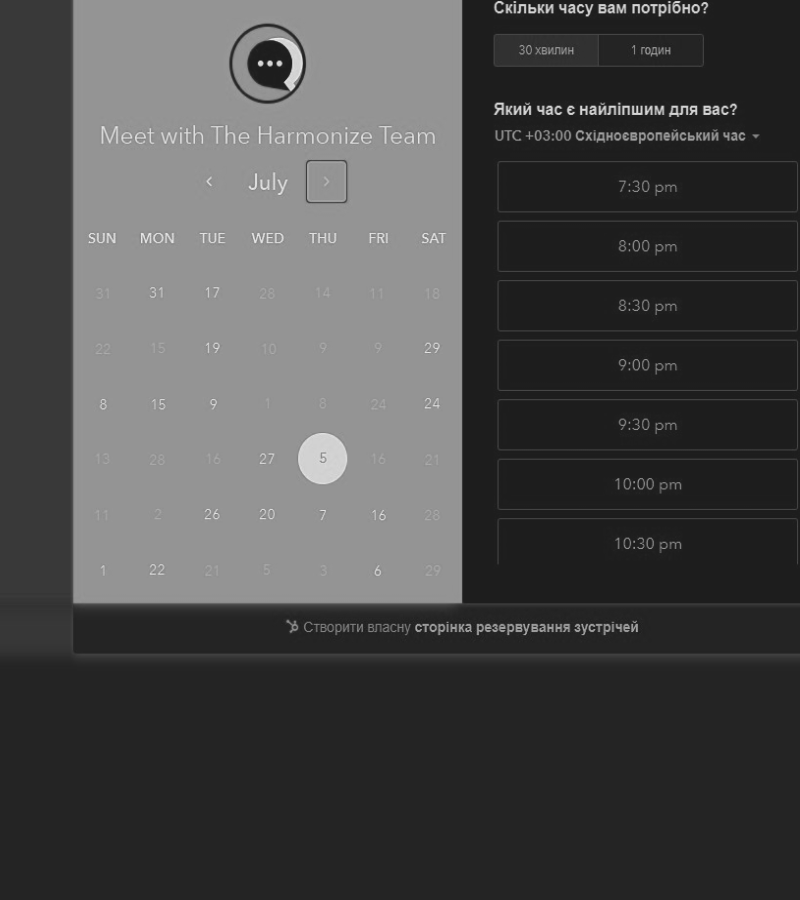 Meet with The Harmonize Team
July
SUN MON TUE WED THU FRI SAT
31 31 17 28 14 11 18
22 15 19 10 9 9 29
8 15 9 1 8 24 24
13 28 16 27 5 16 21
11 2 26 20 7 16 28
1 22 21 5 3 6 29
Скільки часу вам потрібно?
30 хвилин 1 годин
Який час є найліпшим для вас?
UTC +03:00 Східноєвропейський час
7:30 pm
8:00 pm
8:30 pm
9:00 pm
9:30 pm
10:00 pm
10:30 pm
Створити власну сторінка резервування зустрічей